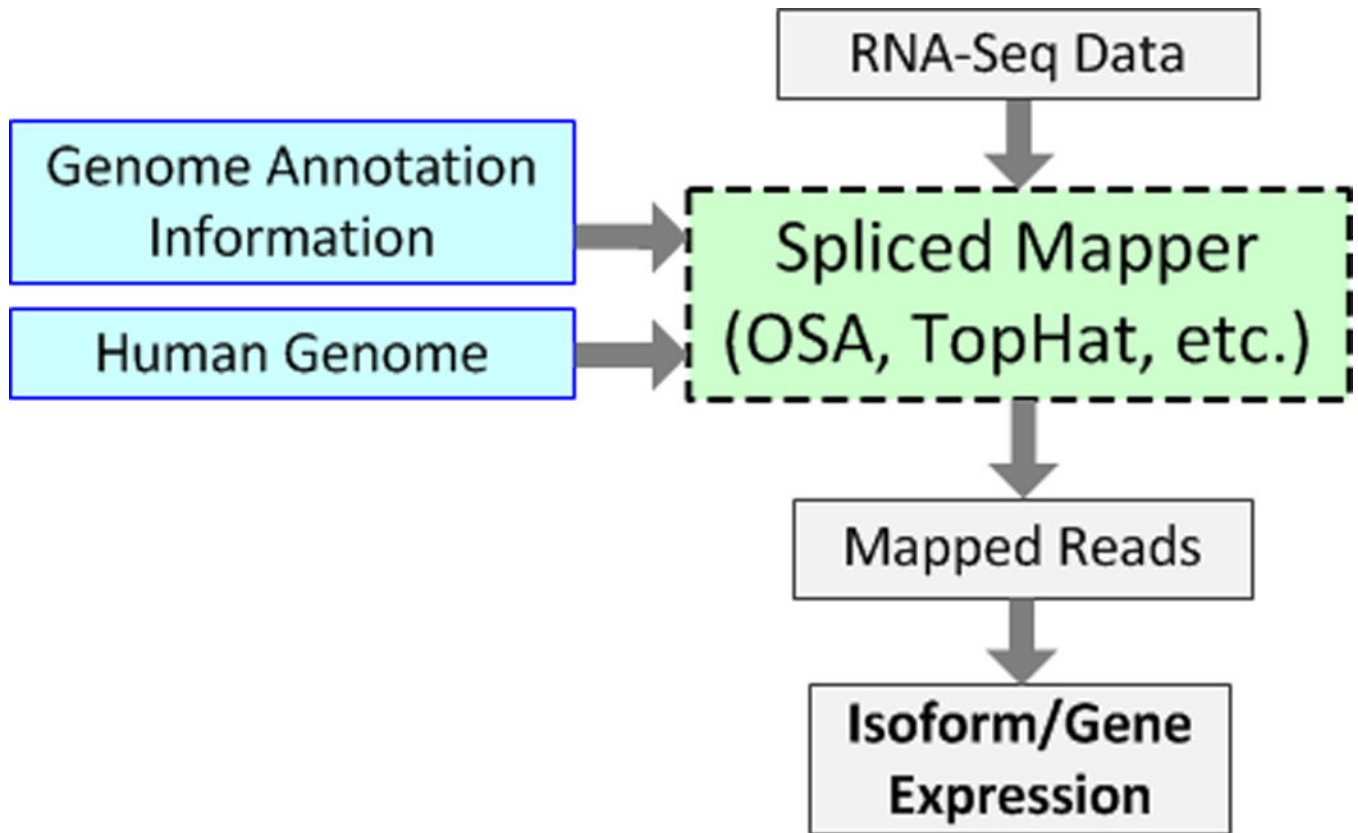 RNA-Seq Data
Genome Annotation
Information
Human Genome
Spliced Mapper
(OSA, TopHat, etc.)
Mapped Reads
Isoform/Gene
Expression